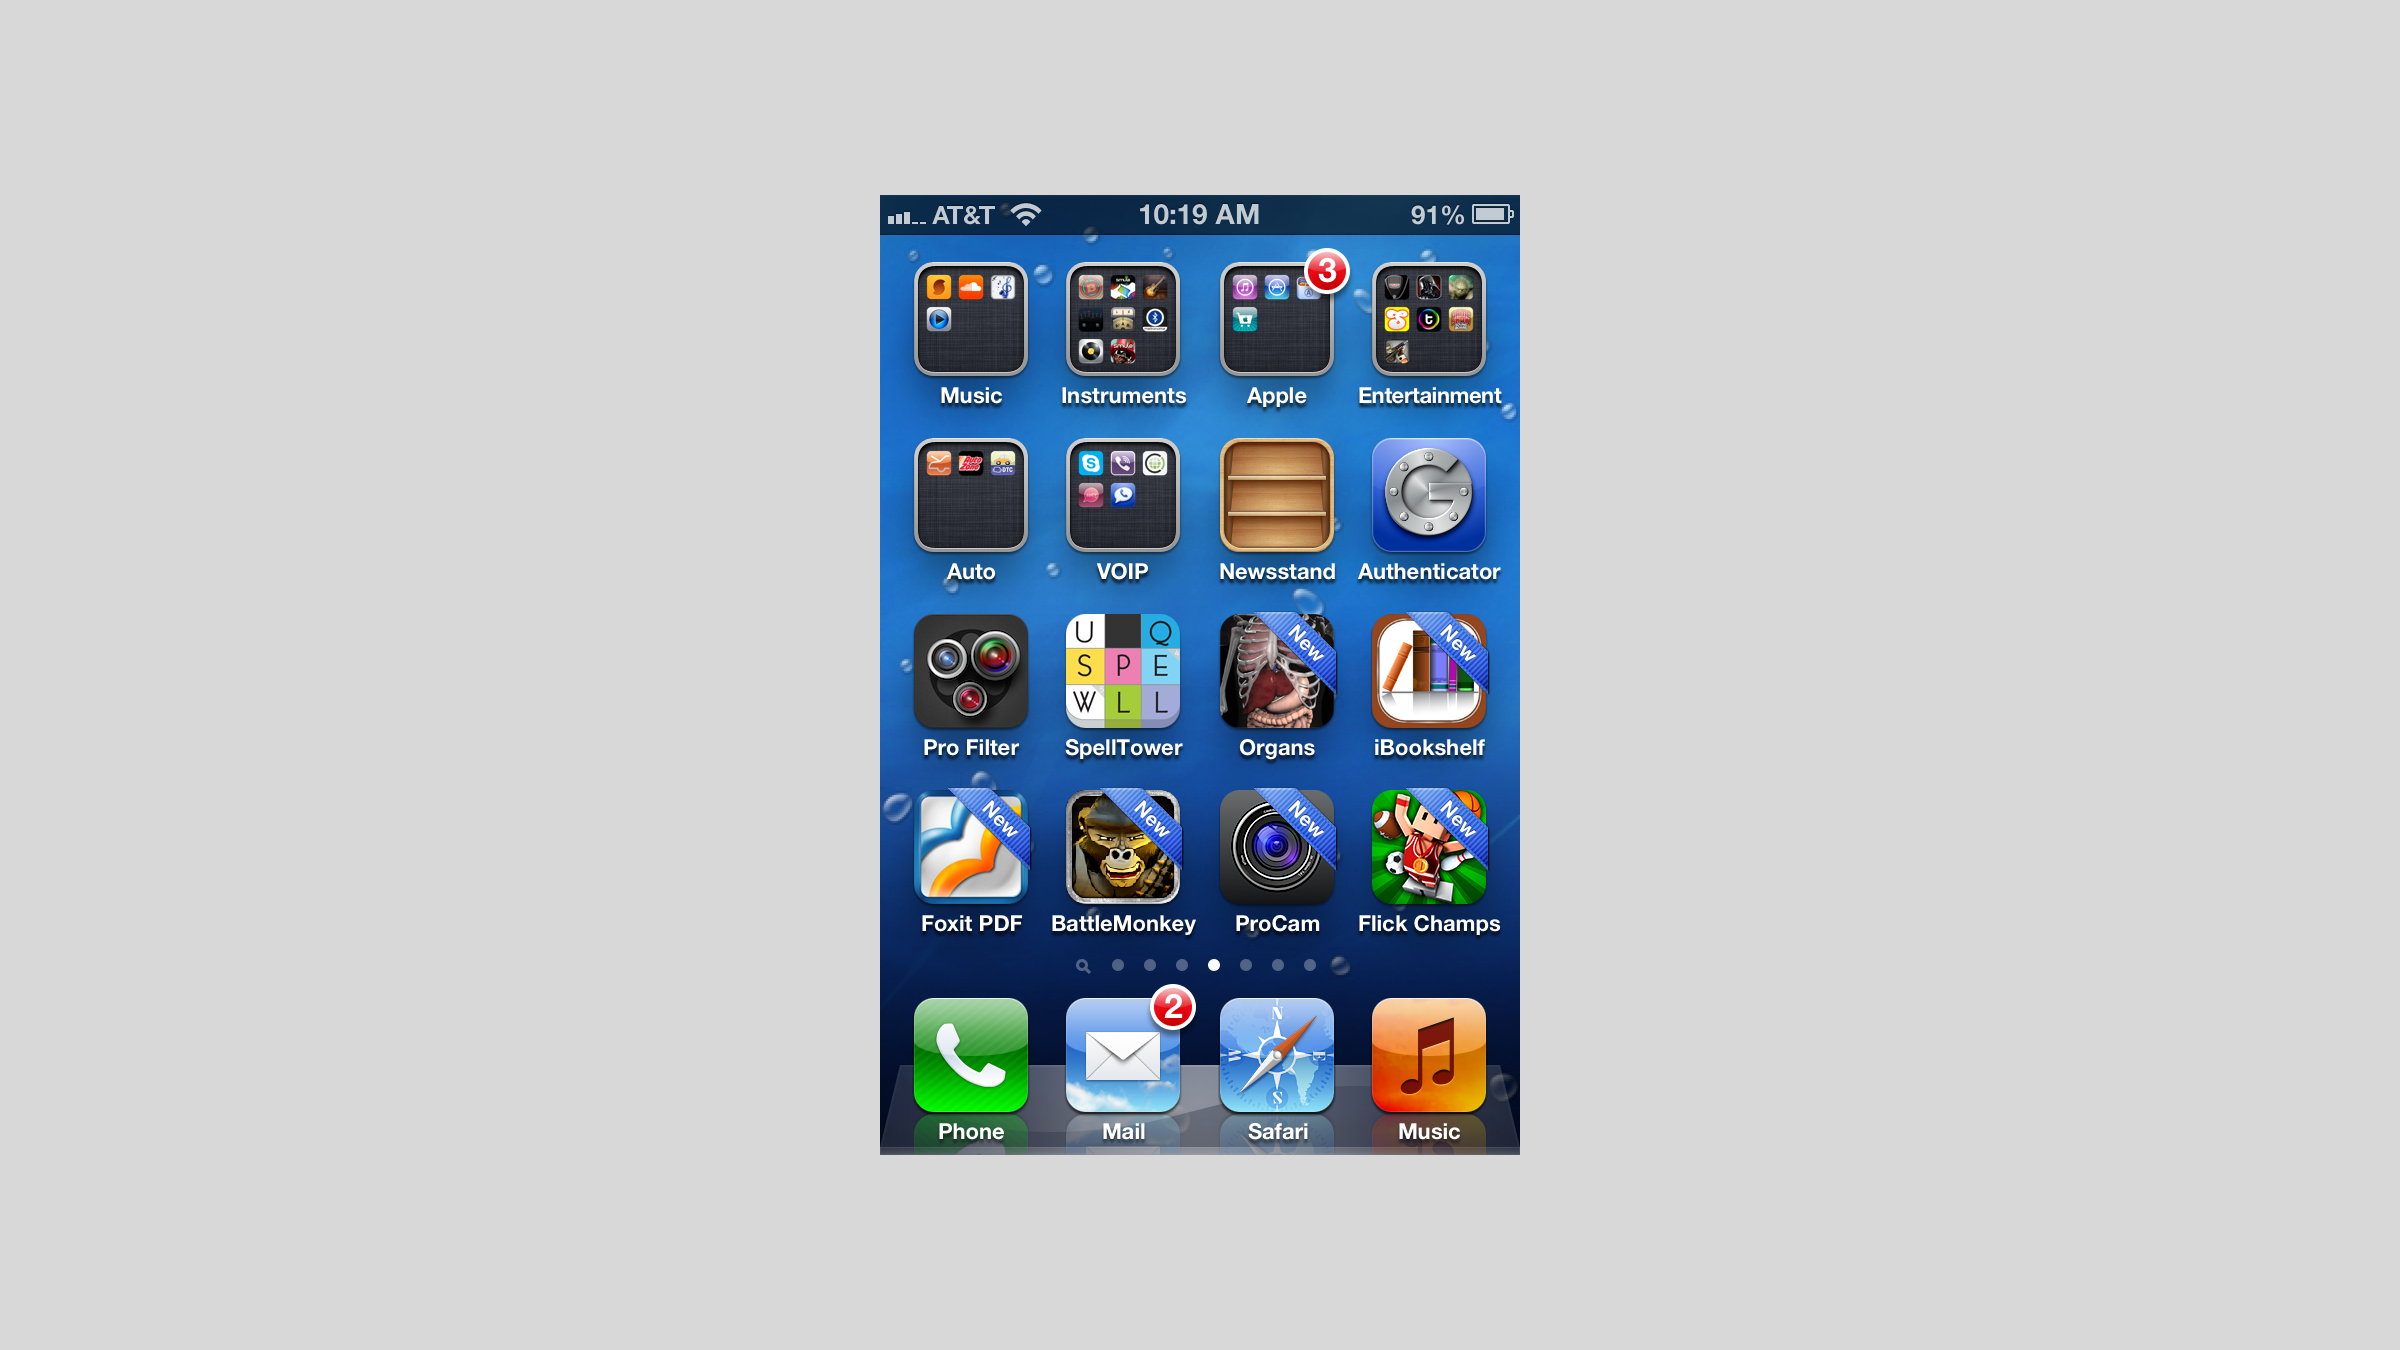 AT&T 10:19 AM 91%
3
Music Instruments Apple Entertainment
Auto VOIP Newsstand Authenticator
U Q
S P E
W L L
New New
Pro Filter SpellTower Organs iBookshelf
New New New New
Foxit PDF BattleMonkey ProCam Flick Champs
2
N
W E
S
Phone Mail Safari Music